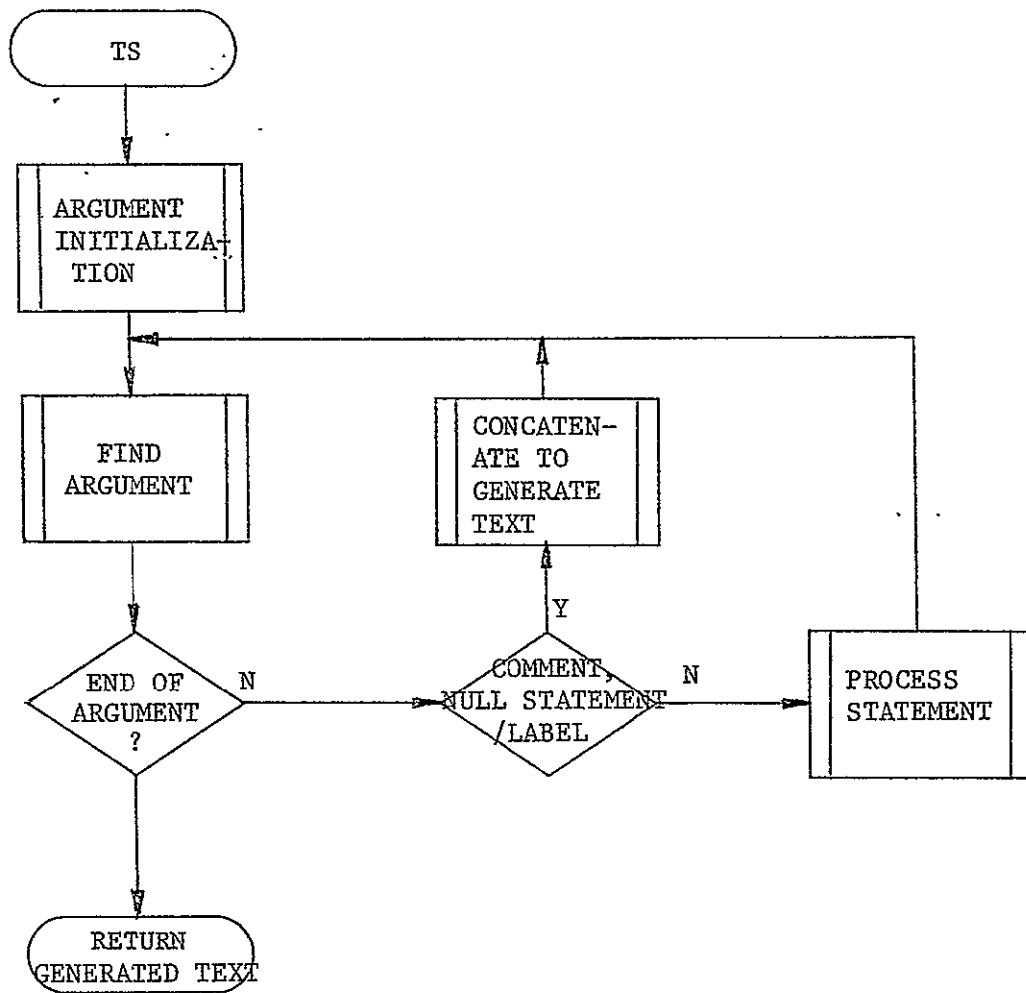 TS
ARGUMENT
INITIALIZA-
TION
FIND
ARGUMENT
CONCATEN-
ATE TO
GENERATE
TEXT
Y
END OF
ARGUMENT
?
N
COMMENT,
NULL STATEMENT
/LABEL
N
PROCESS
STATEMENT
RETURN
GENERATED TEXT